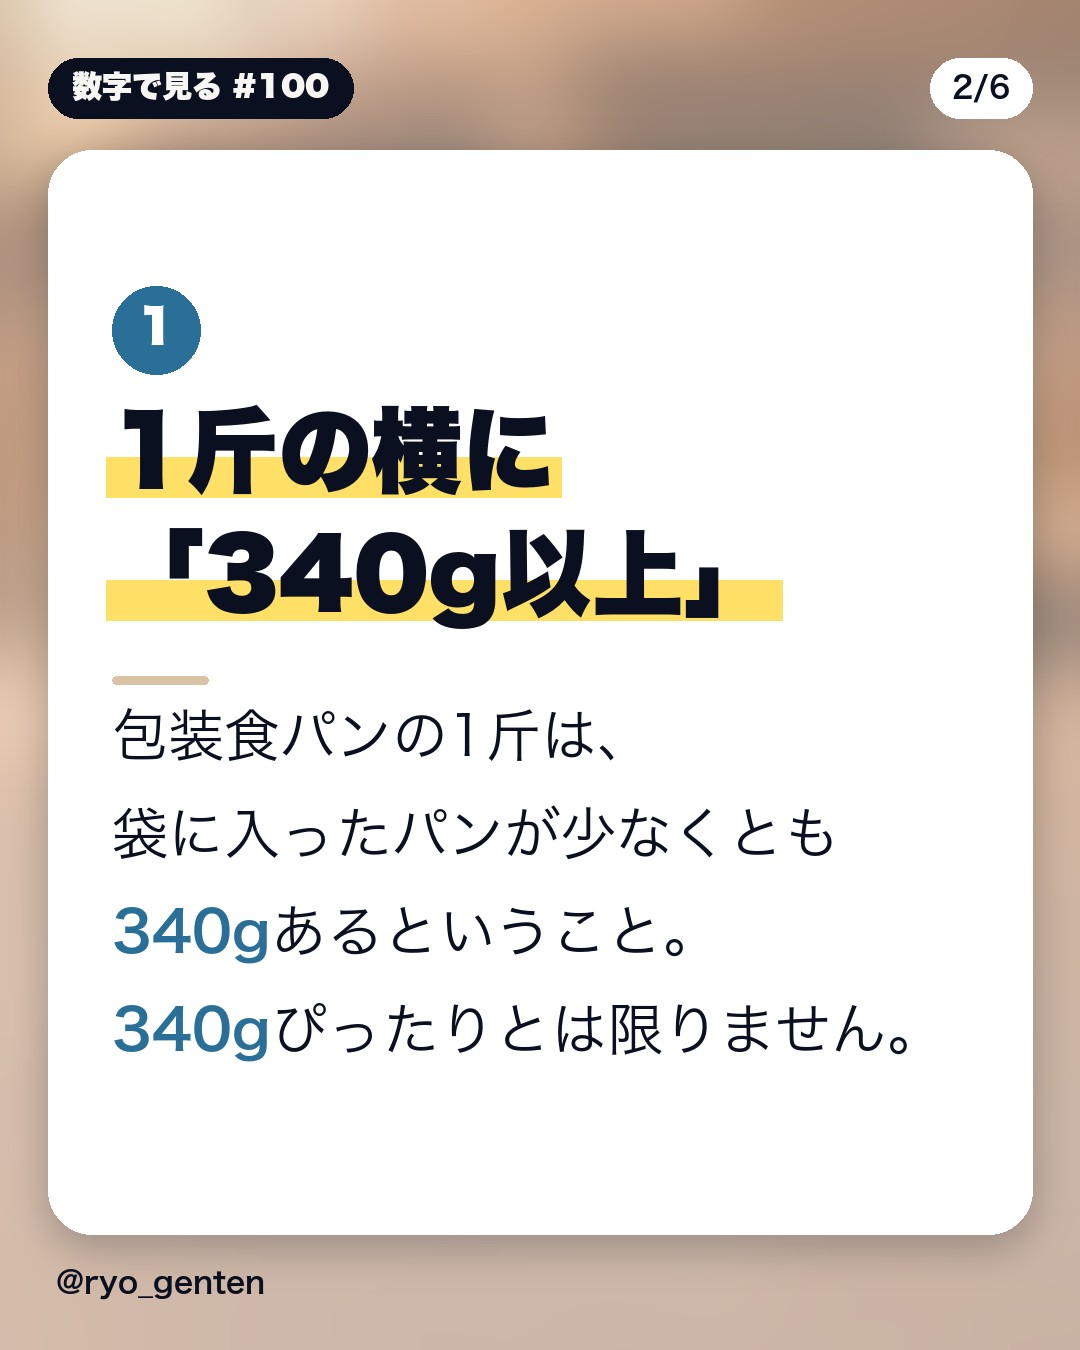 数字で見る #100
2/6
1
1斤の横に
「340g以上」
包装食パンの1斤は、
袋に入ったパンが少なくとも
340gあるということ。
340gぴったりとは限りません。
@ryo_genten